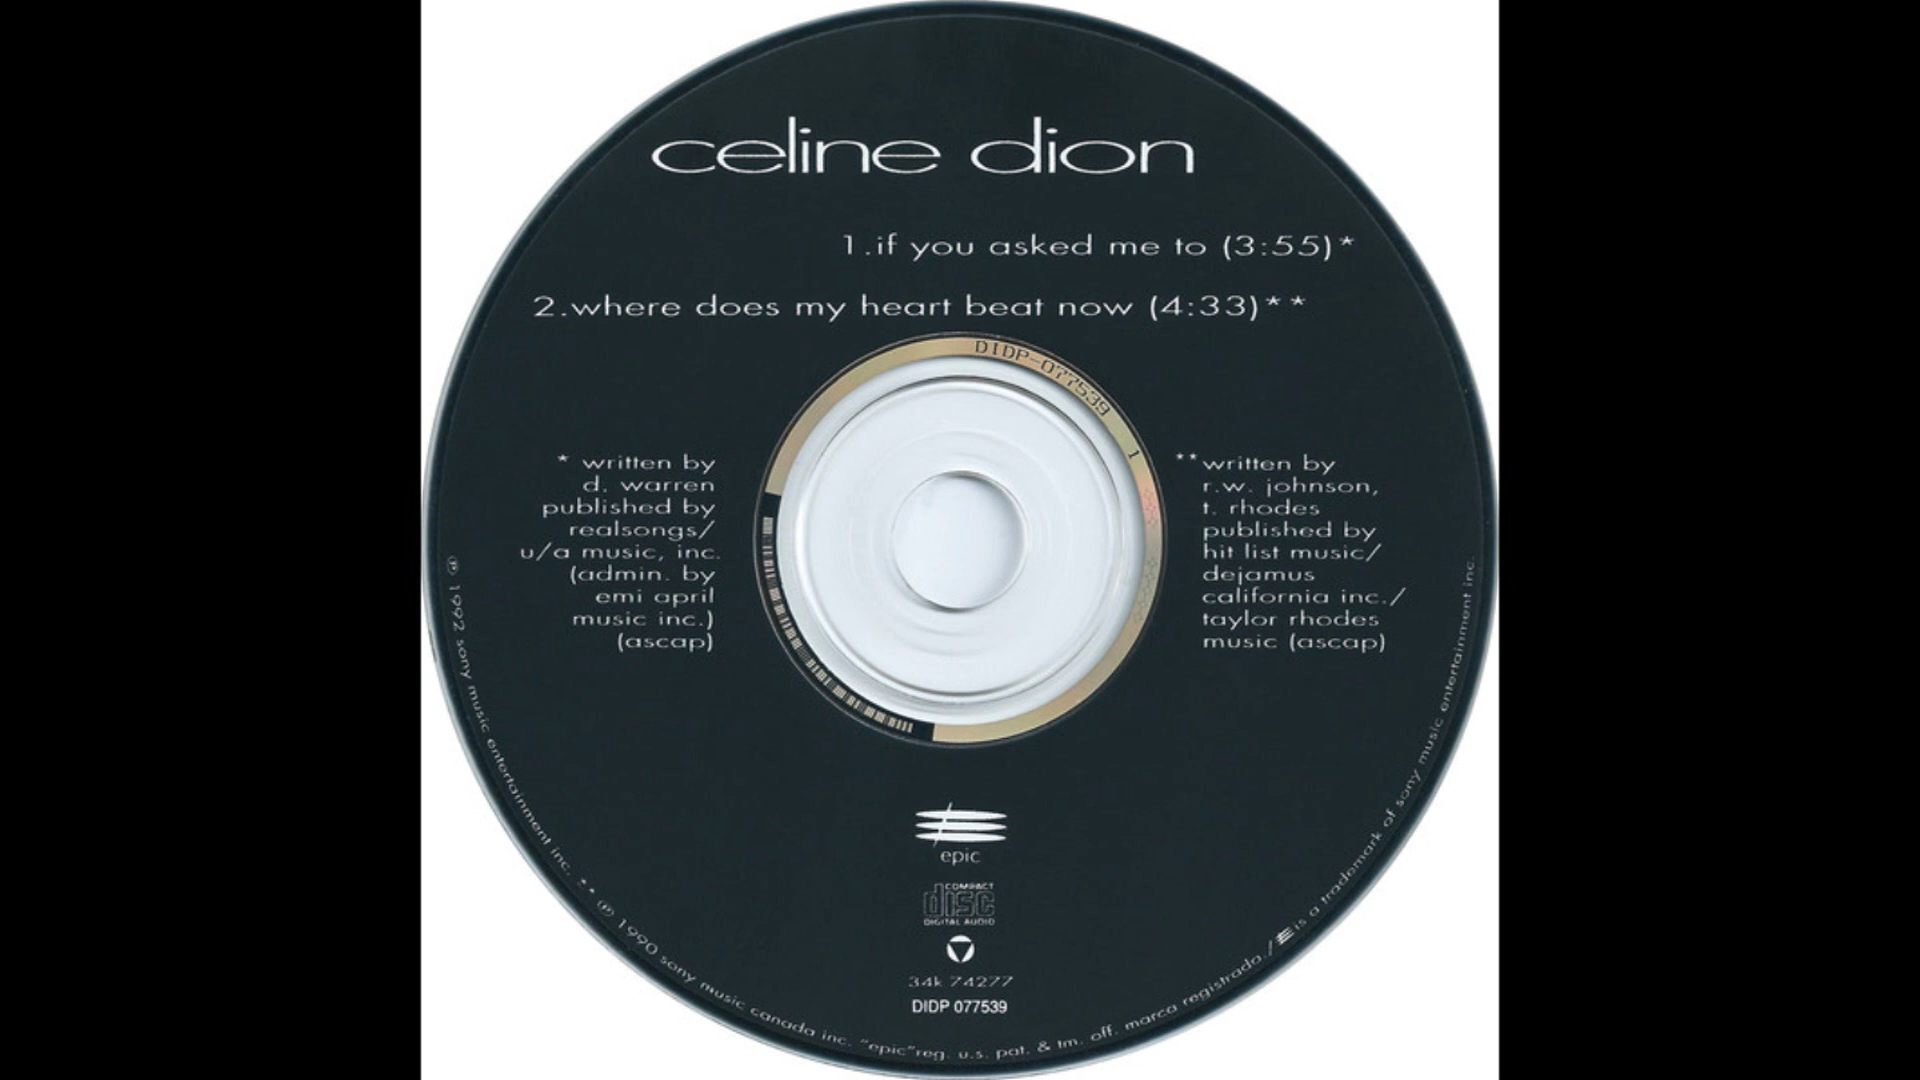 celine dion
1.if you asked me to (3:55)*
2.where does my heart beat now (4:33)**
DIDP-077539 1
* written by
d. warren
published by
realsongs/
u/a music, inc.
(admin. by
emi april
music inc.)
(ascap)
**written by
r.w. johnson,
t. rhodes
published by
hit list music/
dejamus
california inc./
taylor rhodes
music (ascap)
epic
COMPACT
disc
DIGITAL AUDIO
34k 74277
DIDP 077539
℗ 1992 sony music entertainment inc. ** ℗ 1990 sony music canada inc. "epic"reg. u.s. pat. & tm. off. marca registrada./E is a trademark of sony music entertainment inc.